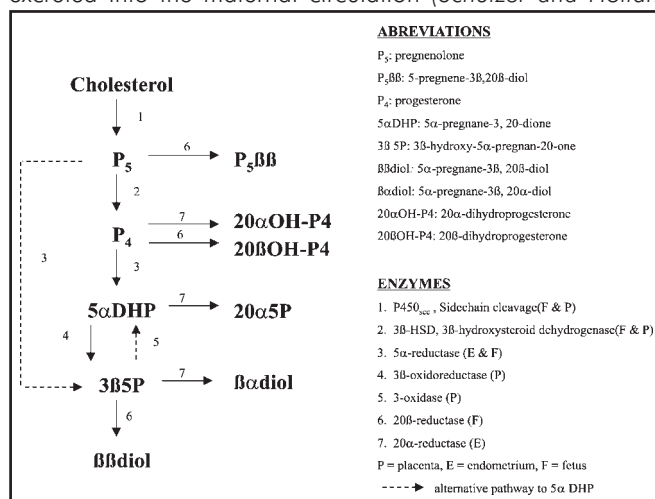 excreted into the maternal circulation (Schutzer and Hollan
Cholesterol
1
P5 6 P5ßß
2
P4 7 20αOH-P4
6 20ßOH-P4
3
3
5αDHP 7 20α5P
4 5
3ß5P 7 ßαdiol
6
ßßdiol
ABREVIATIONS
P5: pregnenolone
P5ßß: 5-pregnene-3ß,20ß-diol
P4: progesterone
5αDHP: 5α-pregnane-3, 20-dione
3ß 5P: 3ß-hydroxy-5α-pregnan-20-one
ßßdiol: 5α-pregnane-3ß, 20ß-diol
ßαdiol: 5α-pregnane-3ß, 20α-diol
20αOH-P4: 20α-dihydroprogesterone
20ßOH-P4: 20ß-dihydroprogesterone
ENZYMES
1. P450scc , Sidechain cleavage(F & P)
2. 3ß-HSD, 3ß-hydroxysteroid dehydrogenase(F & P)
3. 5α-reductase (E & F)
4. 3ß-oxidoreductase (P)
5. 3-oxidase (P)
6. 20ß-reductase (F)
7. 20α-reductase (E)
P = placenta, E = endometrium, F = fetus
alternative pathway to 5α DHP